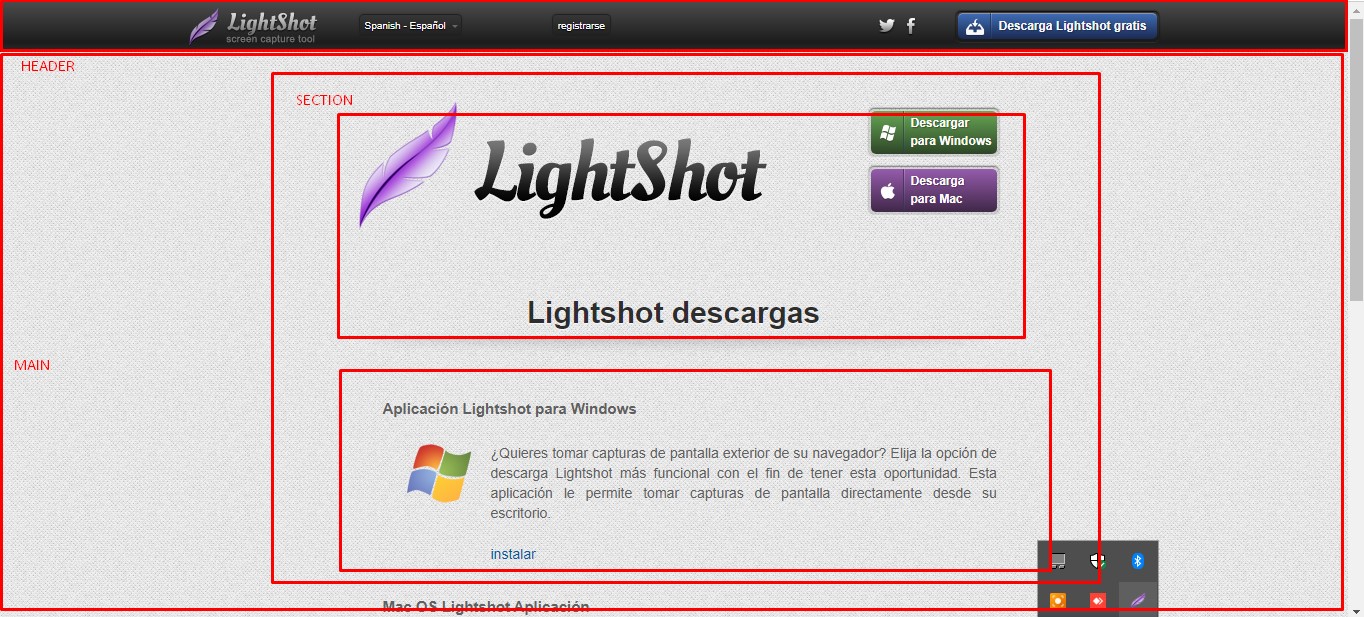 LightShot
screen capture tool
Spanish - Español
registrarse
Descarga Lightshot gratis
HEADER
SECTION
LightShot
Descargar
para Windows
Descarga
para Mac
Lightshot descargas
MAIN
Aplicación Lightshot para Windows
¿Quieres tomar capturas de pantalla exterior de su navegador? Elija la opción de
descarga Lightshot más funcional con el fin de tener esta oportunidad. Esta
aplicación le permite tomar capturas de pantalla directamente desde su
escritorio.
instalar
Mac OS Lightshot Aplicación